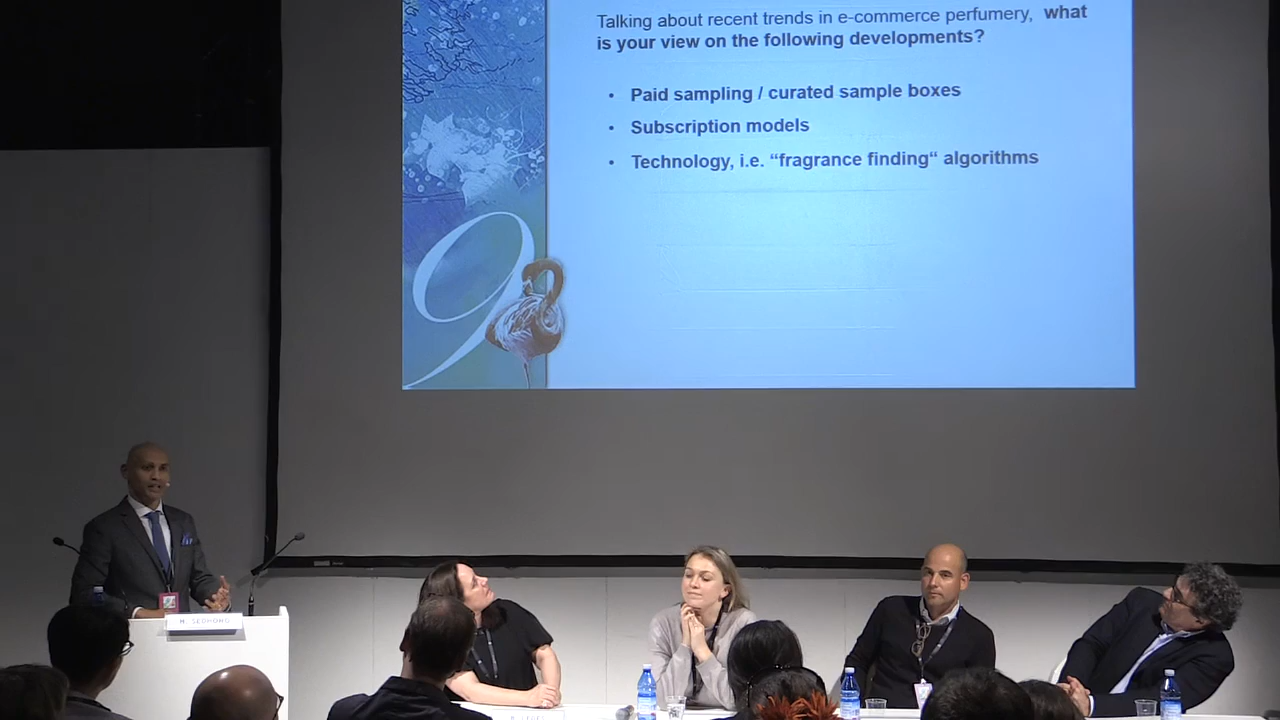 Talking about recent trends in e-commerce perfumery, what
is your view on the following developments?
• Paid sampling / curated sample boxes
• Subscription models
• Technology, i.e. “fragrance finding“ algorithms
9